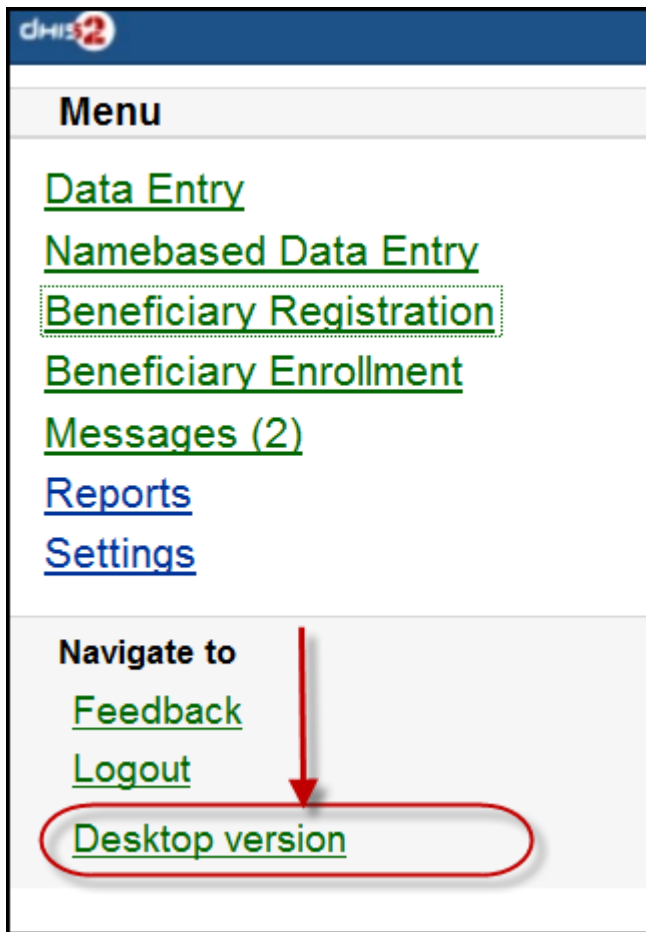 dHIS2
Menu
Data Entry
Namebased Data Entry
Beneficiary Registration
Beneficiary Enrollment
Messages (2)
Reports
Settings
Navigate to
Feedback
Logout
Desktop version